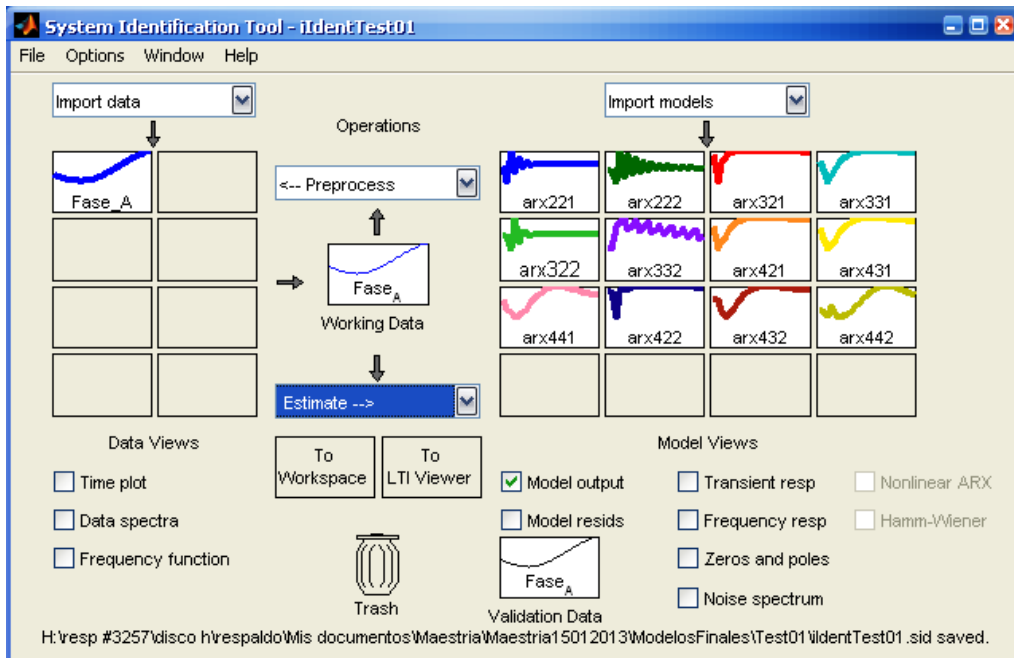 System Identification Tool - iIdentTest01
File Options Window Help
Import data
Import models
Operations
Fase_A
<-- Preprocess
arx221 arx222 arx321 arx331
Fase_A
arx322 arx332 arx421 arx431
Working Data
arx441 arx422 arx432 arx442
Estimate -->
Data Views
Model Views
To Workspace
To LTI Viewer
Time plot
Data spectra
Frequency function
Model output
Model resids
Transient resp
Frequency resp
Zeros and poles
Noise spectrum
Nonlinear ARX
Hamm-Wiener
Trash
Fase_A
Validation Data
H:\resp #3257\disco h\respaldo\Mis documentos\Maestria\Maestria15012013\ModelosFinales\Test01\iIdentTest01.sid saved.